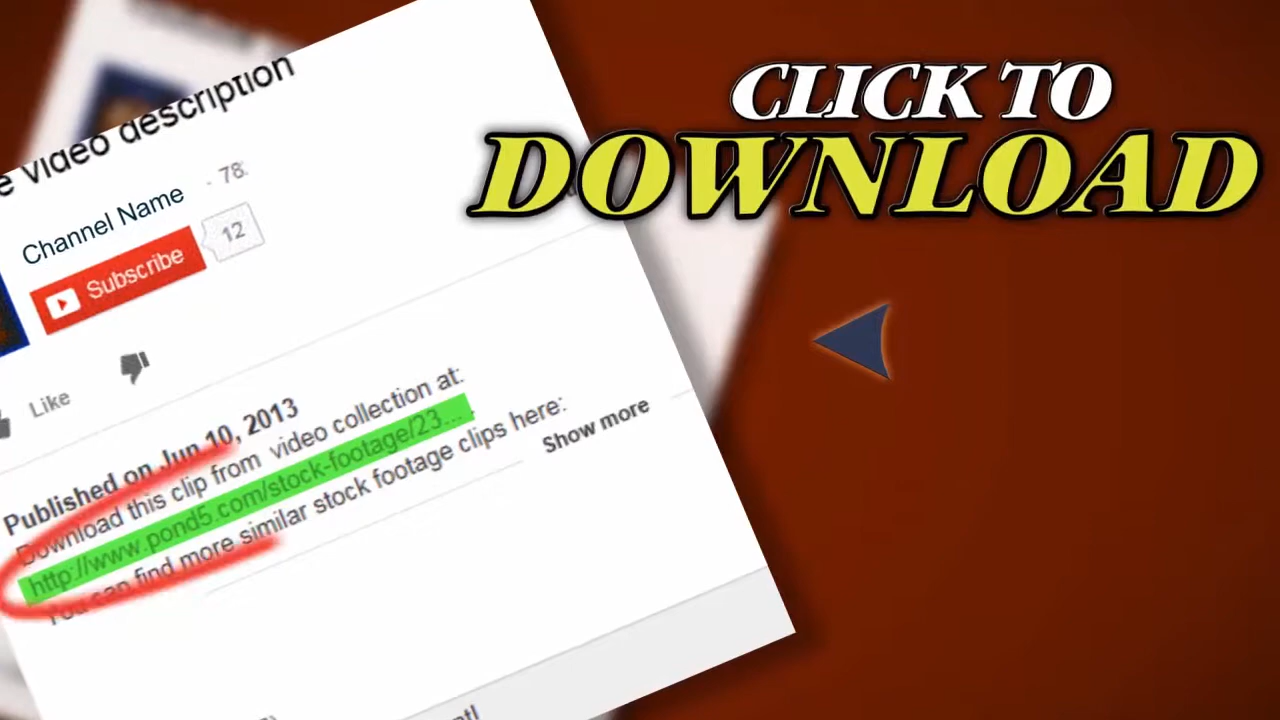 CLICK TO
DOWNLOAD
e video description
Channel Name
Subscribe
12
Like
Published on Jun 10, 2013
Download this clip from video collection at:
http://www.pond5.com/stock-footage/23...
You can find more similar stock footage clips here:
Show more